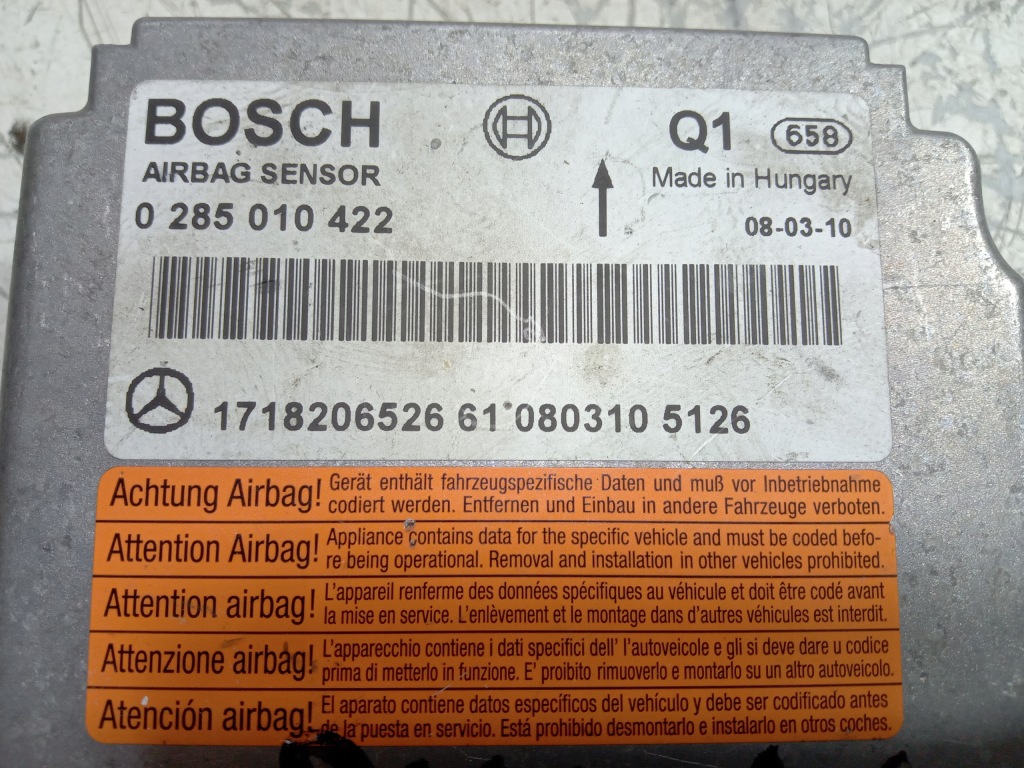 BOSCH
Q1 658
AIRBAG SENSOR
Made in Hungary
0 285 010 422
08-03-10
1718206526 61 080310 5126
Achtung Airbag! Gerät enthält fahrzeugspezifische Daten und muß vor Inbetriebnahme
codiert werden. Entfernen und Einbau in andere Fahrzeuge verboten.
Attention Airbag! Appliance contains data for the specific vehicle and must be coded befo-
re being operational. Removal and installation in other vehicles prohibited.
Attention airbag! L'appareil renferme des données spécifiques au véhicule et doit être codé avant
la mise en service. L'enlèvement et le montage dans d'autres véhicules est interdit.
Attenzione airbag! L'apparecchio contiene i dati specifici dell' l'autoveicole e gli si deve dare u codice
prima di metterlo in funzione. E' proibito rimuoverlo e montarlo su un altro autoveicolo.
Atención airbag! El aparato contiene datos específicos del vehículo y debe ser codificado antes
de la puesta en servicio. Está prohibido desmontarlo e instalarlo en otros coches.